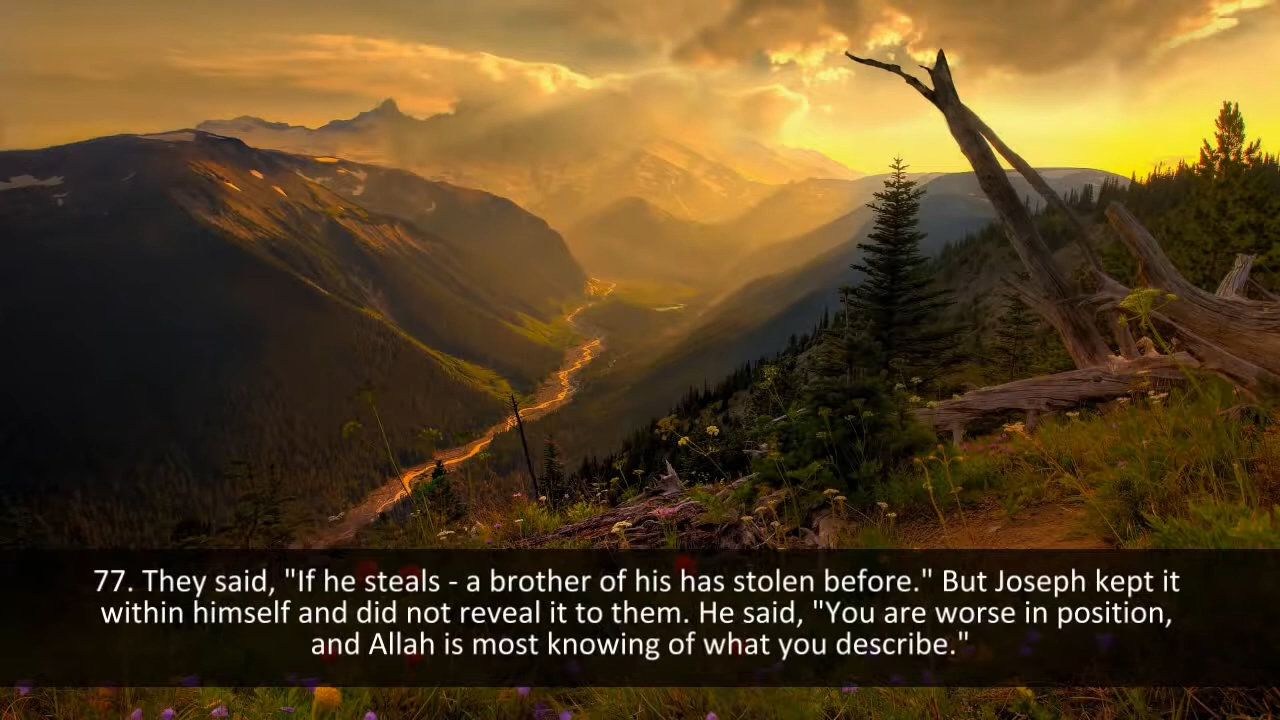 77. They said, "If he steals - a brother of his has stolen before." But Joseph kept it
within himself and did not reveal it to them. He said, "You are worse in position,
and Allah is most knowing of what you describe."